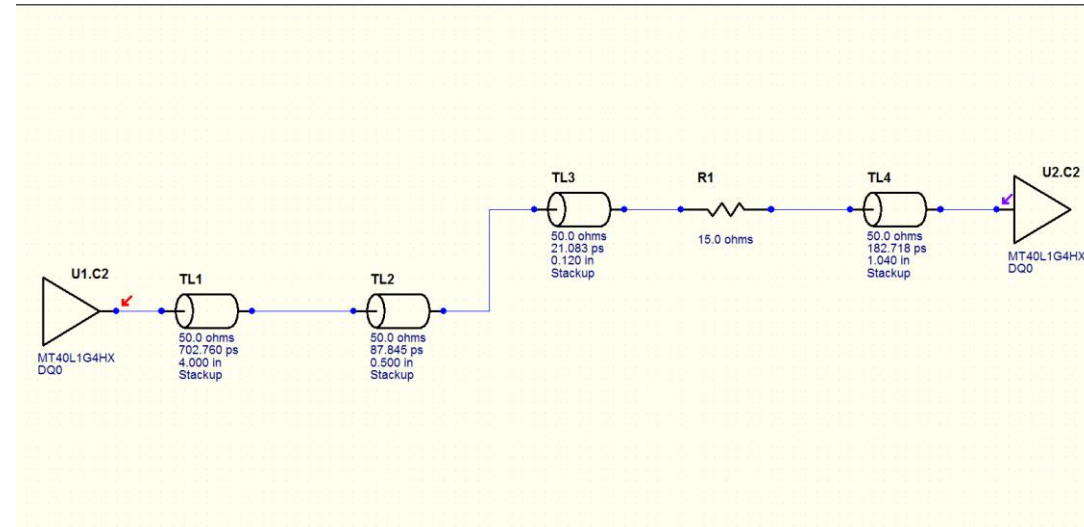 U1.C2
MT40L1G4HX
DQ0
TL1
50.0 ohms
702.760 ps
4.000 in
Stackup
TL2
50.0 ohms
87.845 ps
0.500 in
Stackup
TL3
50.0 ohms
21.083 ps
0.120 in
Stackup
R1
15.0 ohms
TL4
50.0 ohms
182.718 ps
1.040 in
Stackup
U2.C2
MT40L1G4HX
DQ0